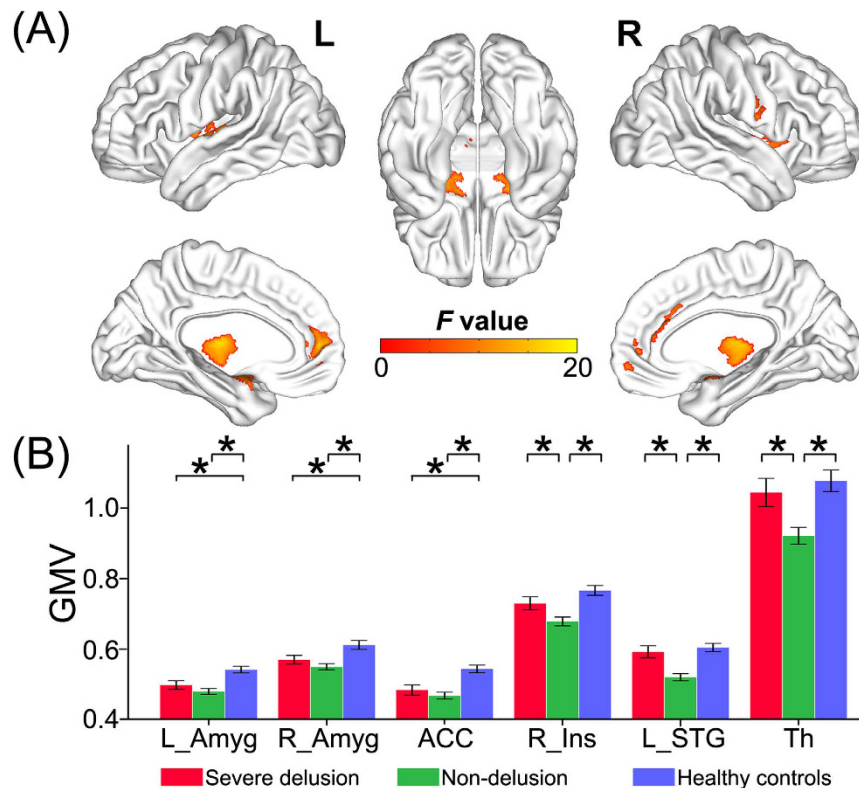 (A)
L
R
F value
0 20
(B)
* * * * * * * * * * * *
GMV
1.0
0.8
0.6
0.4
L_Amyg R_Amyg ACC R_Ins L_STG Th
Severe delusion Non-delusion Healthy controls